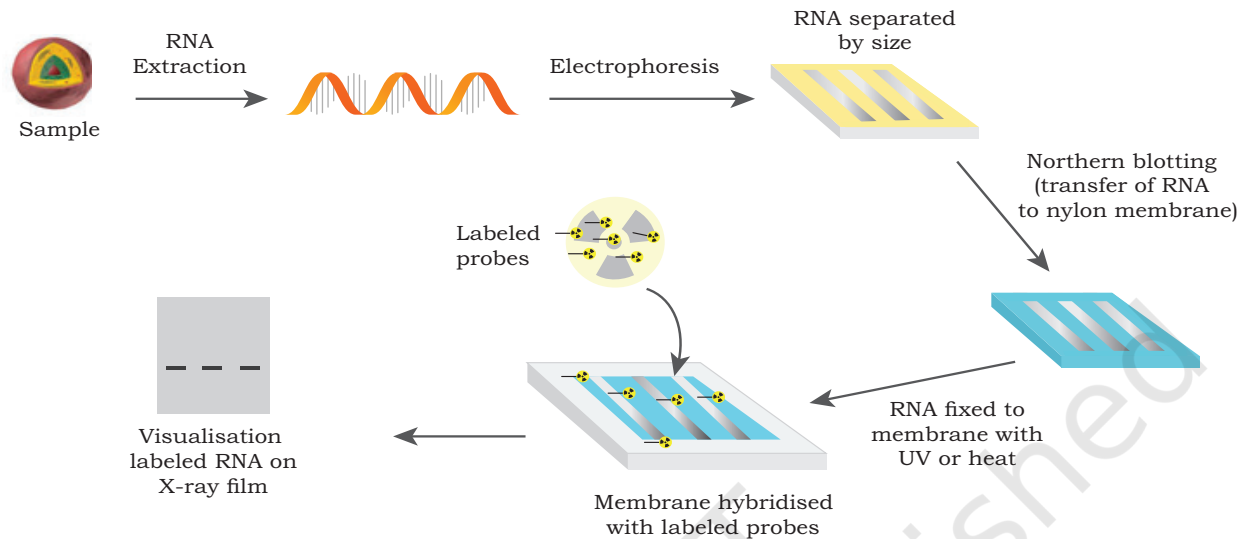 Sample
RNA
Extraction
Electrophoresis
RNA separated
by size
Northern blotting
(transfer of RNA
to nylon membrane)
RNA fixed to
membrane with
UV or heat
Labeled
probes
Membrane hybridised
with labeled probes
Visualisation
labeled RNA on
X-ray film